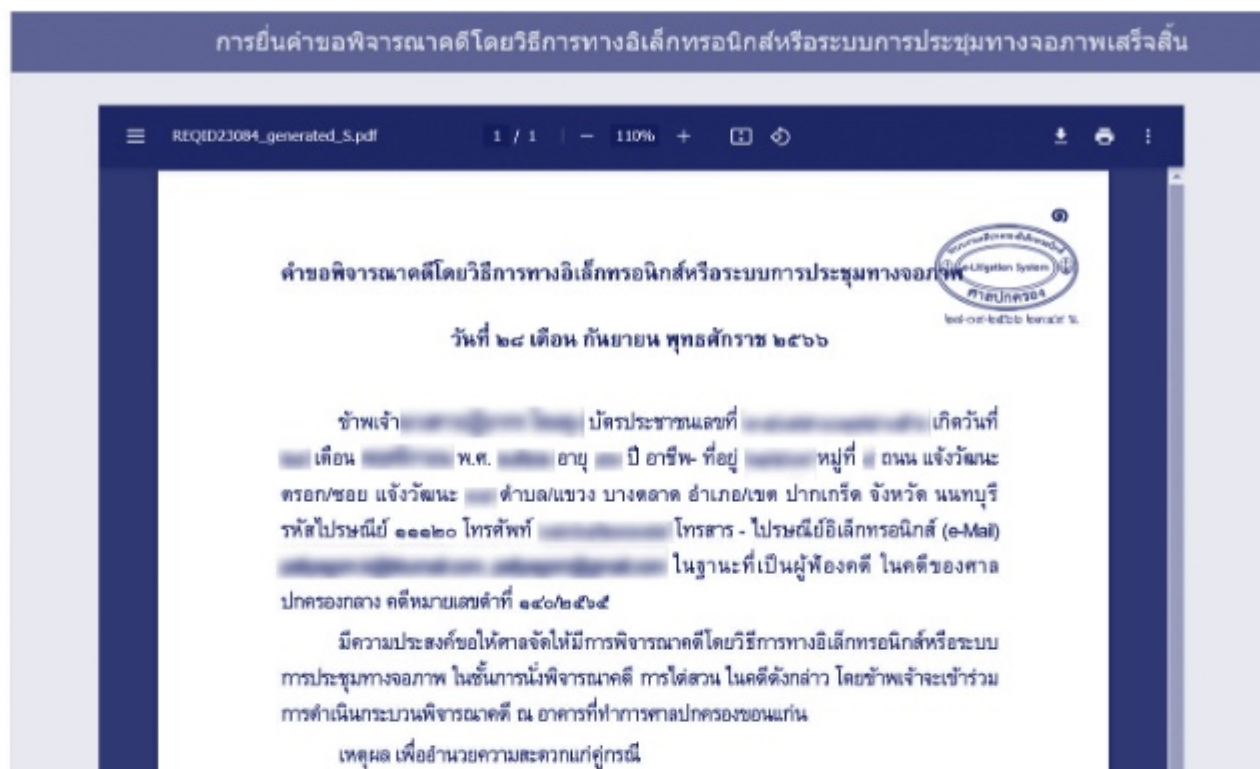 การยื่นคำขอพิจารณาคดีโดยวิธีการทางอิเล็กทรอนิกส์หรือระบบการประชุมทางจอภาพเสร็จสิ้น
REQID23084_generated_S.pdf 1 / 1 — 110% +
๑
คำขอพิจารณาคดีโดยวิธีการทางอิเล็กทรอนิกส์หรือระบบการประชุมทางจอภาพ
e-Litigation System
ศาลปกครอง
วันที่ ๒๘ เดือน กันยายน พุทธศักราช ๒๕๖๖
ข้าพเจ้า บัตรประชาชนเลขที่ เกิดวันที่
เดือน พ.ศ. อายุ ปี อาชีพ- ที่อยู่ หมู่ที่ ถนน แจ้งวัฒนะ
ตรอก/ซอย แจ้งวัฒนะ ตำบล/แขวง บางตลาด อำเภอ/เขต ปากเกร็ด จังหวัด นนทบุรี
รหัสไปรษณีย์ ๑๑๑๒๐ โทรศัพท์ โทรสาร - ไปรษณีย์อิเล็กทรอนิกส์ (e-Mail)
ในฐานะที่เป็นผู้ฟ้องคดี ในคดีของศาล
ปกครองกลาง คดีหมายเลขดำที่ ๑๔๐/๒๕๖๕
มีความประสงค์ขอให้ศาลจัดให้มีการพิจารณาคดีโดยวิธีการทางอิเล็กทรอนิกส์หรือระบบ
การประชุมทางจอภาพ ในชั้นการนั่งพิจารณาคดี การไต่สวน ในคดีดังกล่าว โดยข้าพเจ้าจะเข้าร่วม
การดำเนินกระบวนพิจารณาคดี ณ อาคารที่ทำการศาลปกครองขอนแก่น
เหตุผล เพื่ออำนวยความสะดวกแก่คู่กรณี